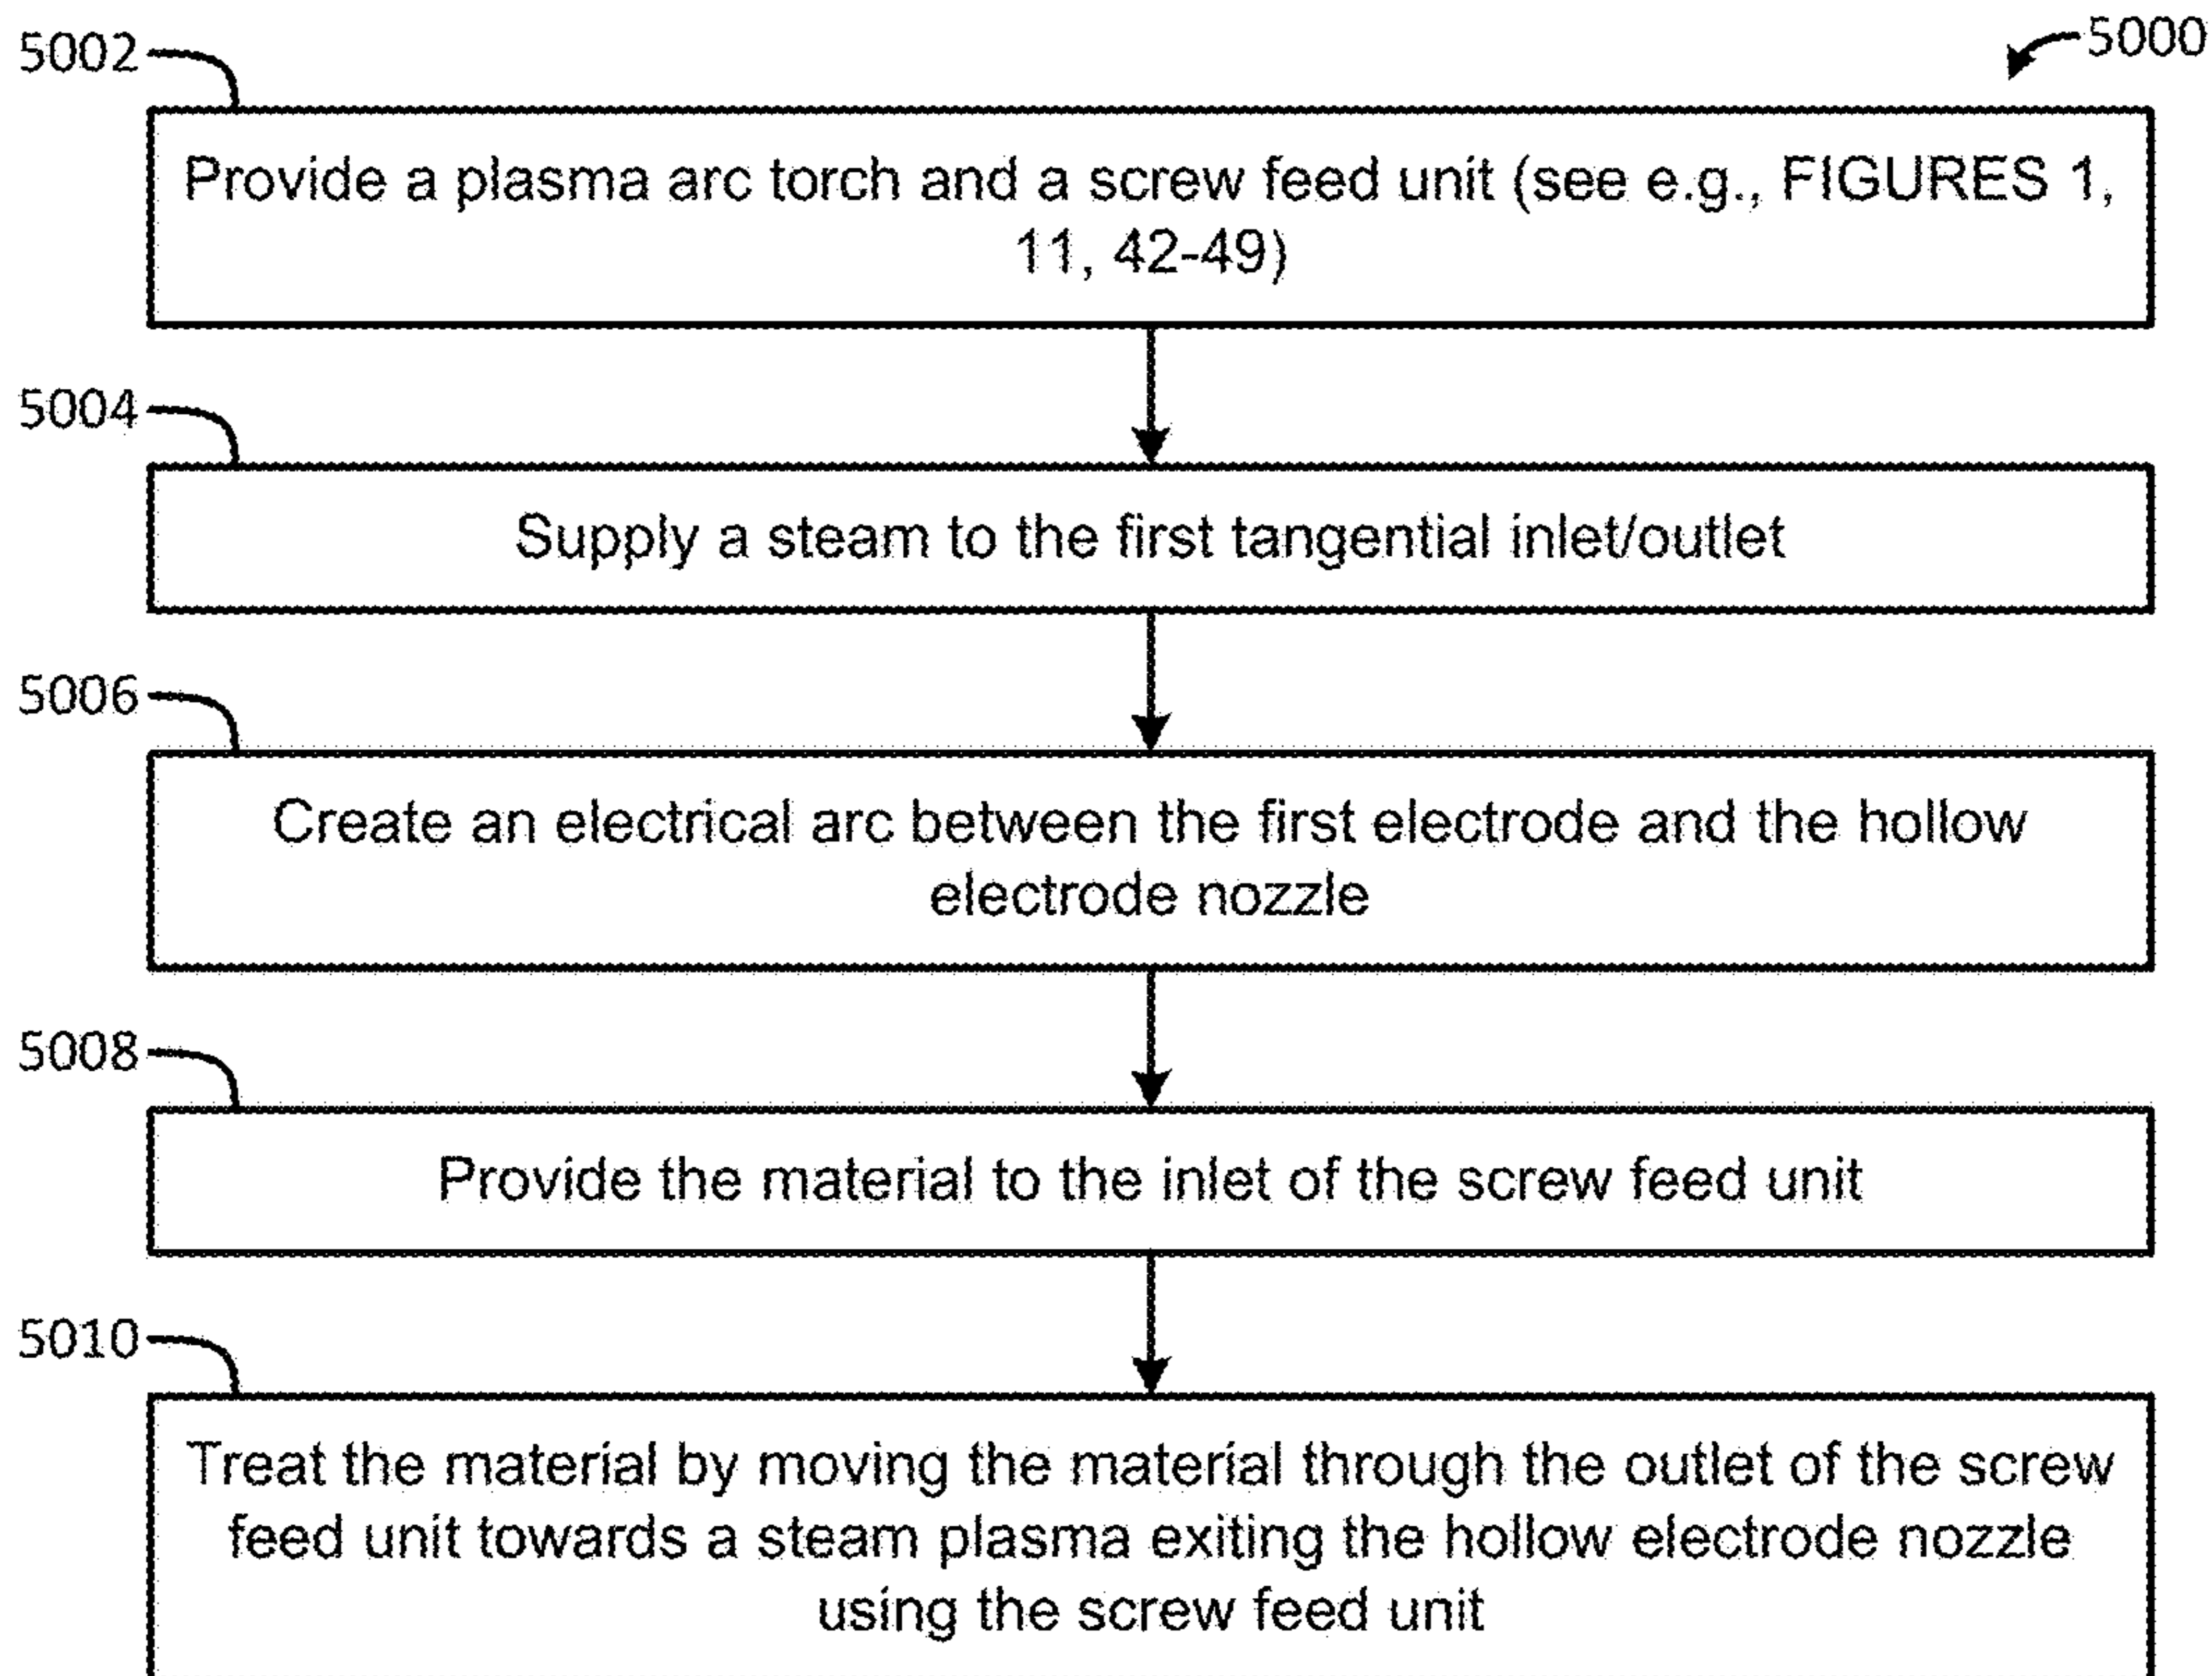 5000
5002
Provide a plasma arc torch and a screw feed unit (see e.g., FIGURES 1,
11, 42-49)
5004
Supply a steam to the first tangential inlet/outlet
5006
Create an electrical arc between the first electrode and the hollow
electrode nozzle
5008
Provide the material to the inlet of the screw feed unit
5010
Treat the material by moving the material through the outlet of the screw
feed unit towards a steam plasma exiting the hollow electrode nozzle
using the screw feed unit